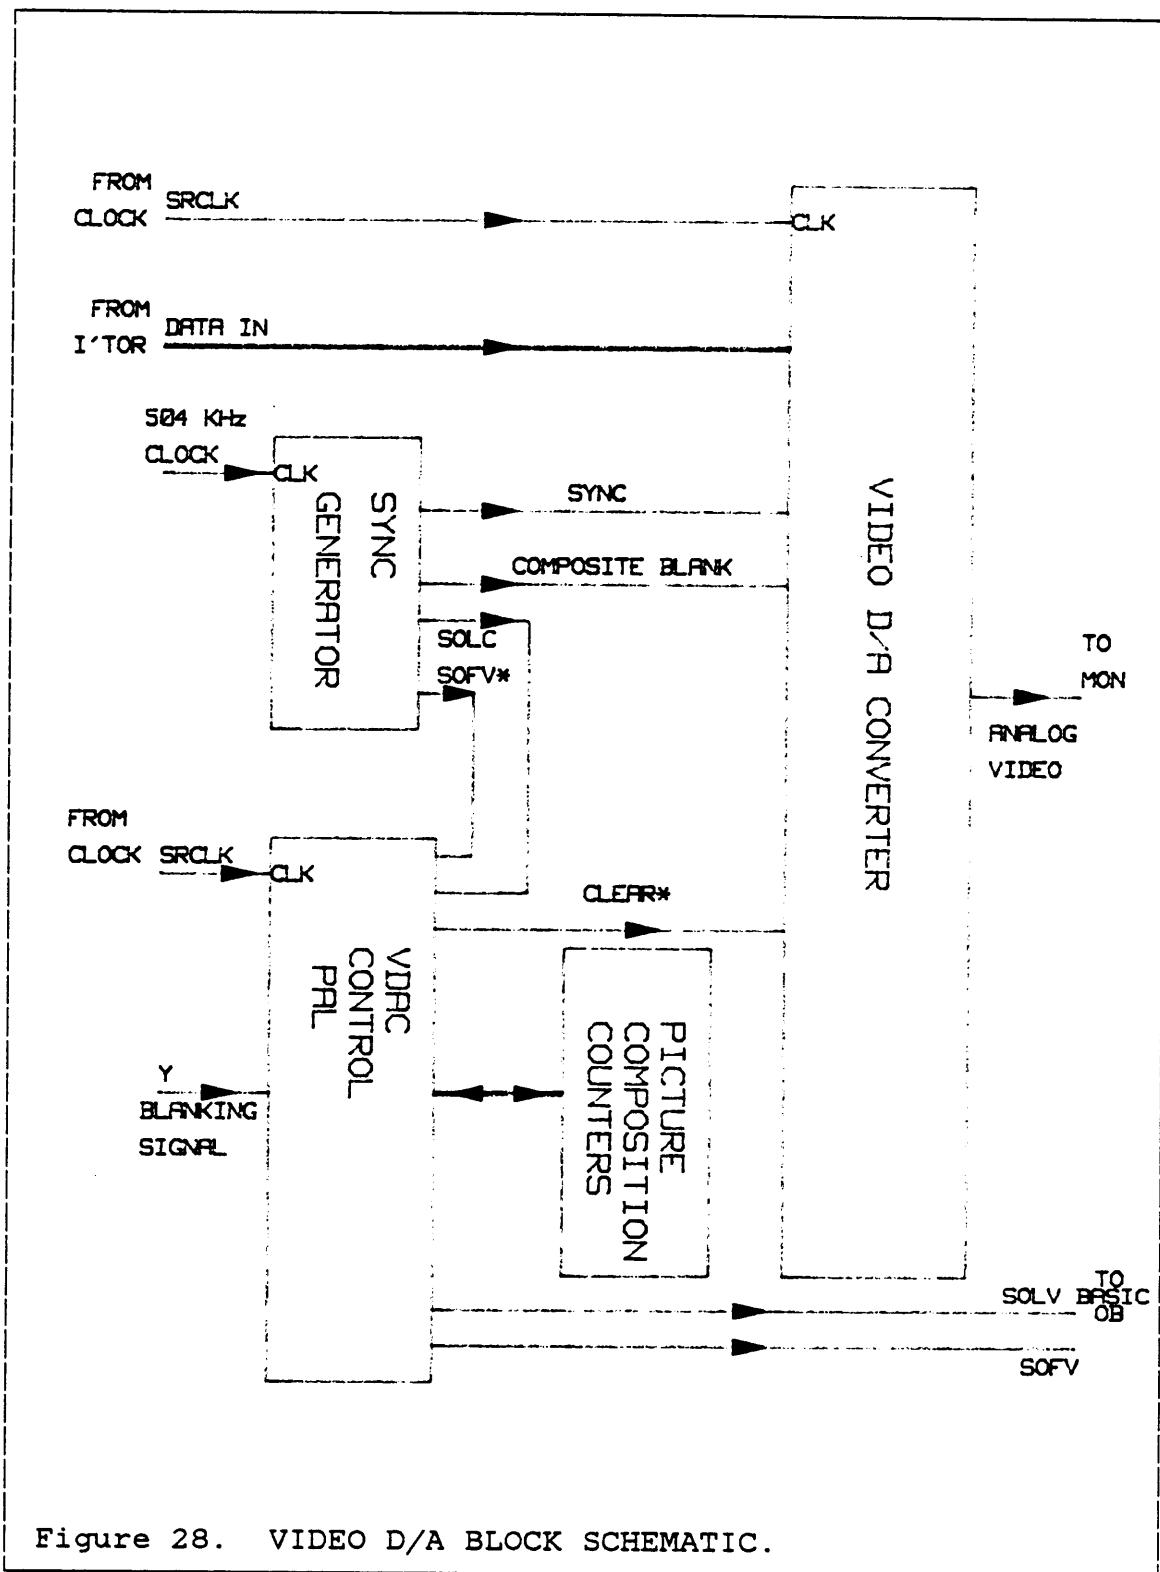 FROM
CLOCK
SRCLK
CLK
FROM
I'TOR
DATA IN
504 KHz
CLOCK
CLK
SYNC
GENERATOR
SYNC
COMPOSITE BLANK
SOLC
SOFV*
VIDEO D/A CONVERTER
TO
MON
ANALOG
VIDEO
FROM
CLOCK SRCLK
CLK
VDAC
CONTROL
PAL
CLEAR*
PICTURE
COMPOSITION
COUNTERS
Y
BLANKING
SIGNAL
TO
SOLV BASIC
OB
SOFV
Figure 28. VIDEO D/A BLOCK SCHEMATIC.